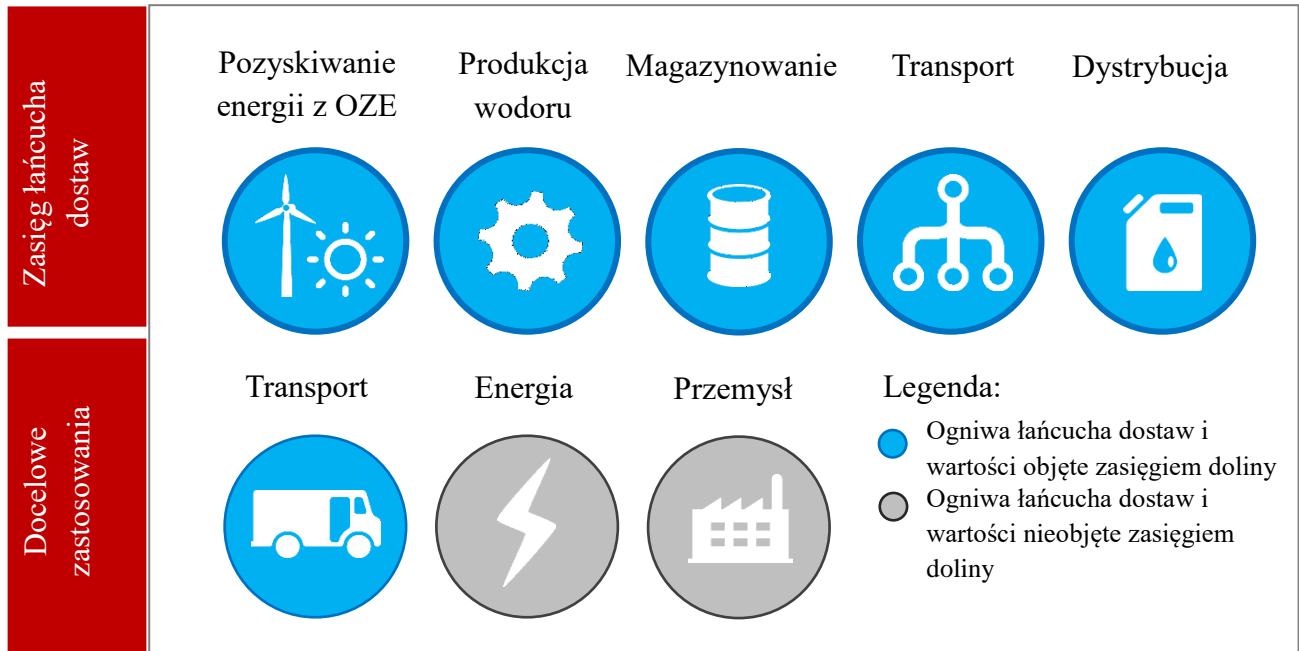 Zasięg łańcucha
dostaw
Pozyskiwanie
energii z OZE
Produkcja
wodoru
Magazynowanie
Transport
Dystrybucja
Docelowe
zastosowania
Transport
Energia
Przemysł
Legenda:
Ogniwa łańcucha dostaw i
wartości objęte zasięgiem doliny
Ogniwa łańcucha dostaw i
wartości nieobjęte zasięgiem
doliny